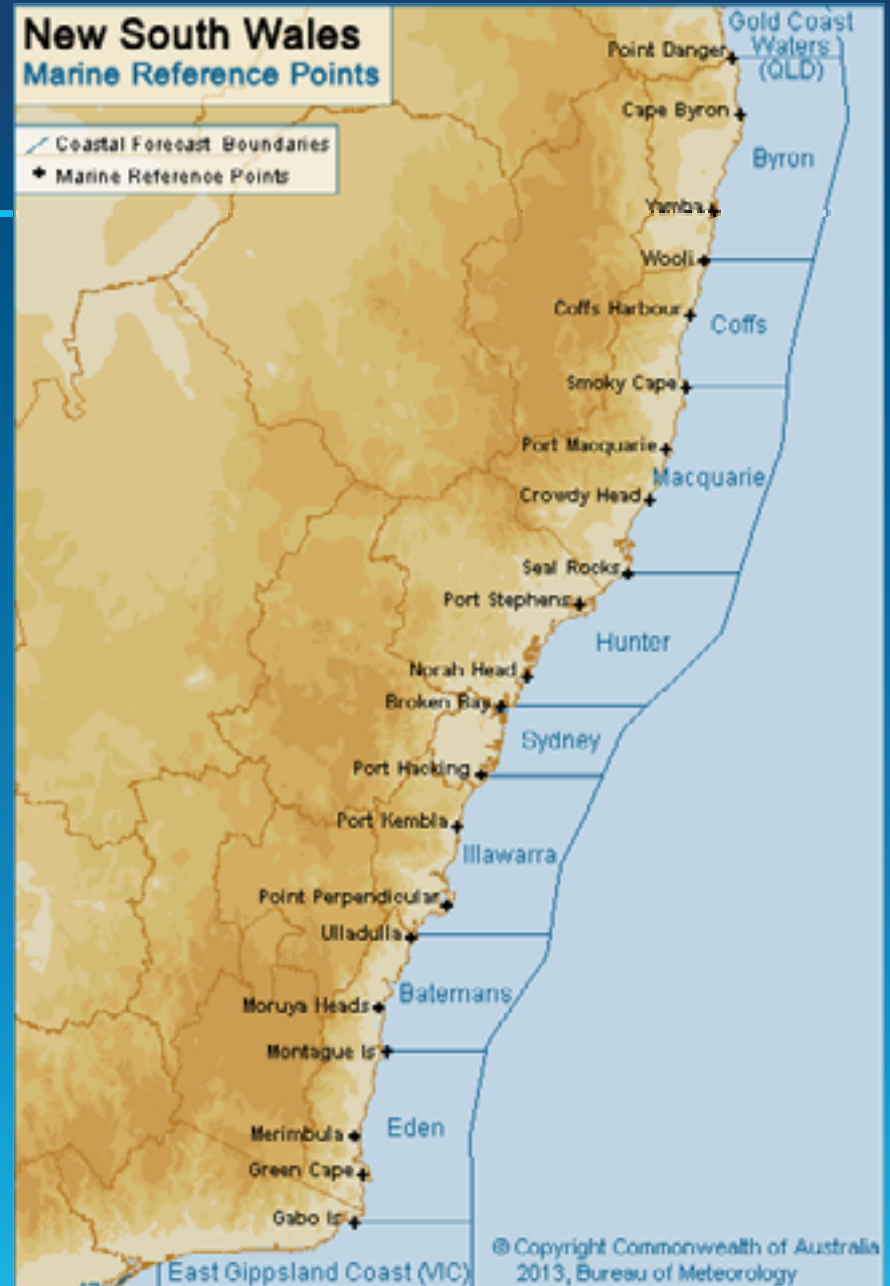 New South Wales
Marine Reference Points
Coastal Forecast Boundaries
Marine Reference Points
Gold Coast
Waters
(QLD)
Point Danger
Cape Byron
Byron
Yamba
Wooli
Coffs Harbour
Coffs
Smoky Cape
Port Macquarie
Macquarie
Crowdy Head
Seal Rocks
Port Stephens
Hunter
Norah Head
Broken Bay
Sydney
Port Hacking
Port Kembla
Illawarra
Point Perpendicular
Ulladulla
Batemans
Moruya Heads
Montague Is
Eden
Merimbula
Green Cape
Gabo Is
East Gippsland Coast (VIC)
© Copyright Commonwealth of Australia
2013, Bureau of Meteorology